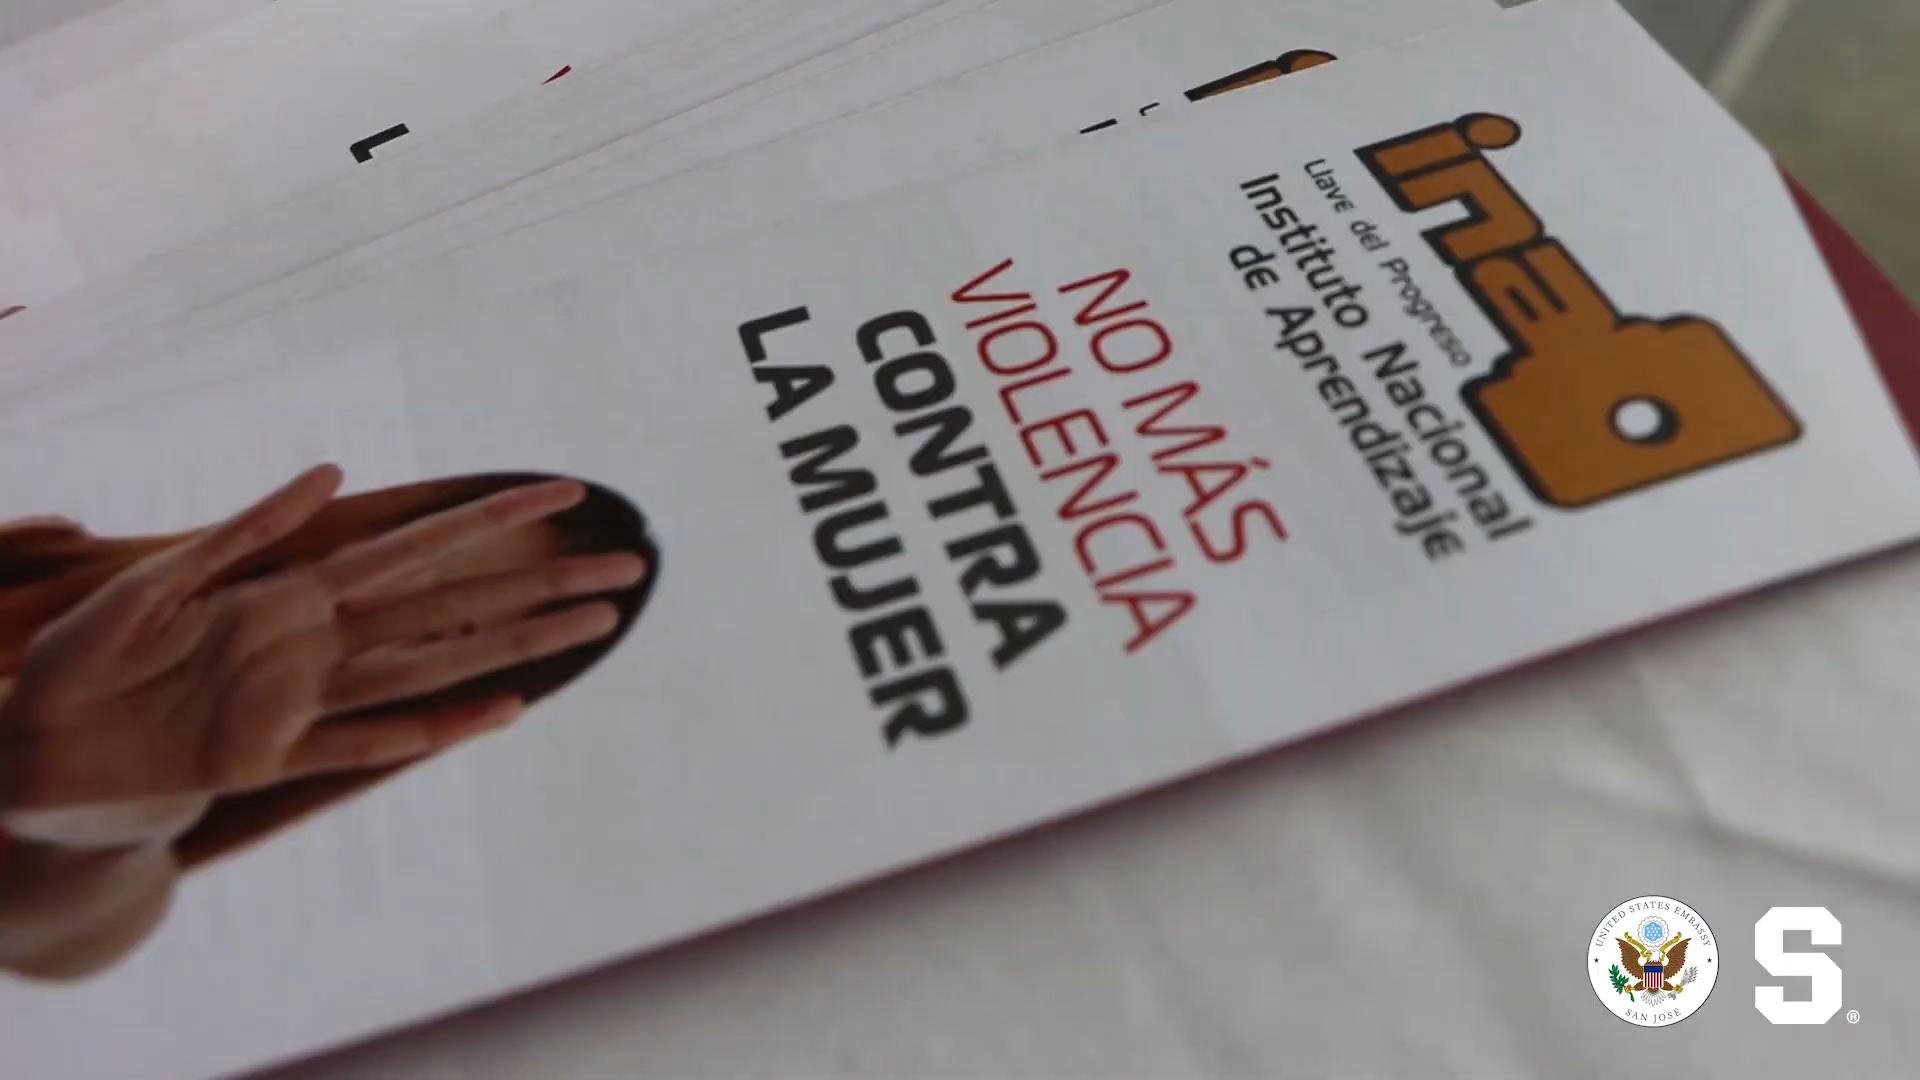 ina
Llave del Progreso
Instituto Nacional
de Aprendizaje
NO MÁS
VIOLENCIA
CONTRA
LA MUJER
UNITED STATES EMBASSY
SAN JOSÉ
S®